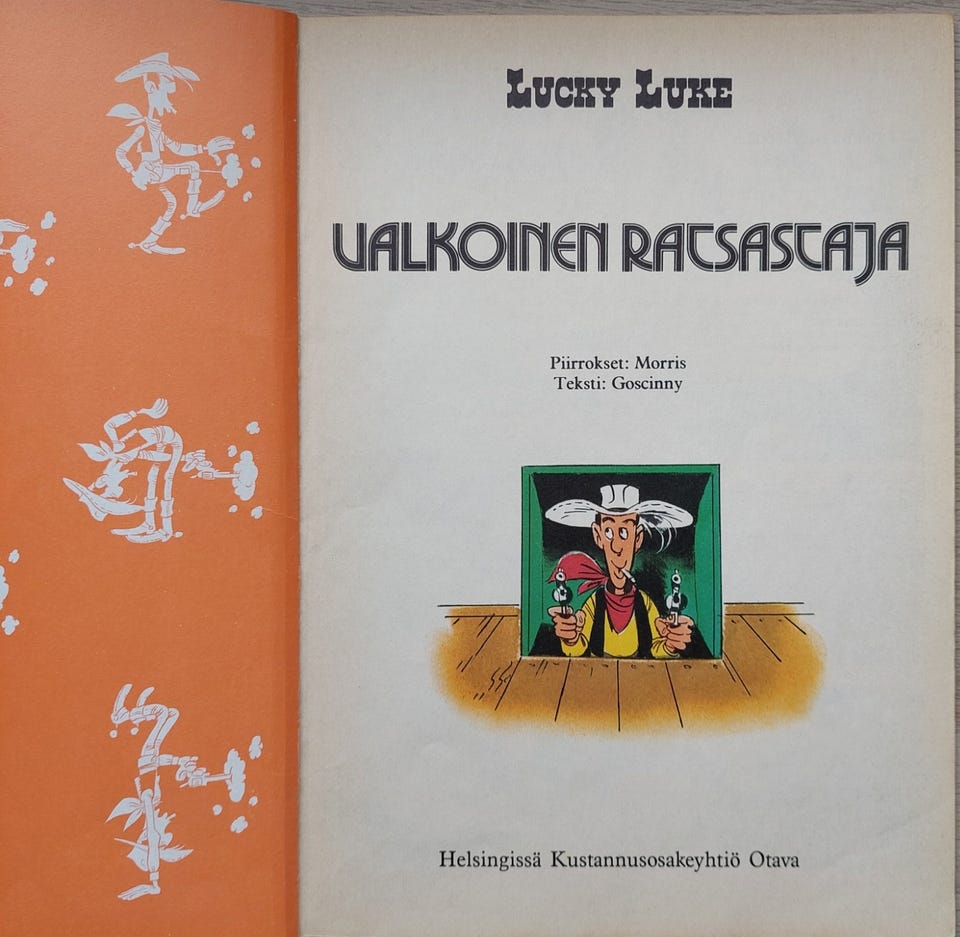 LUCKY LUKE
VALKOINEN RATSASTAJA
Piirrokset: Morris
Teksti: Goscinny
Helsingissä Kustannusosakeyhtiö Otava